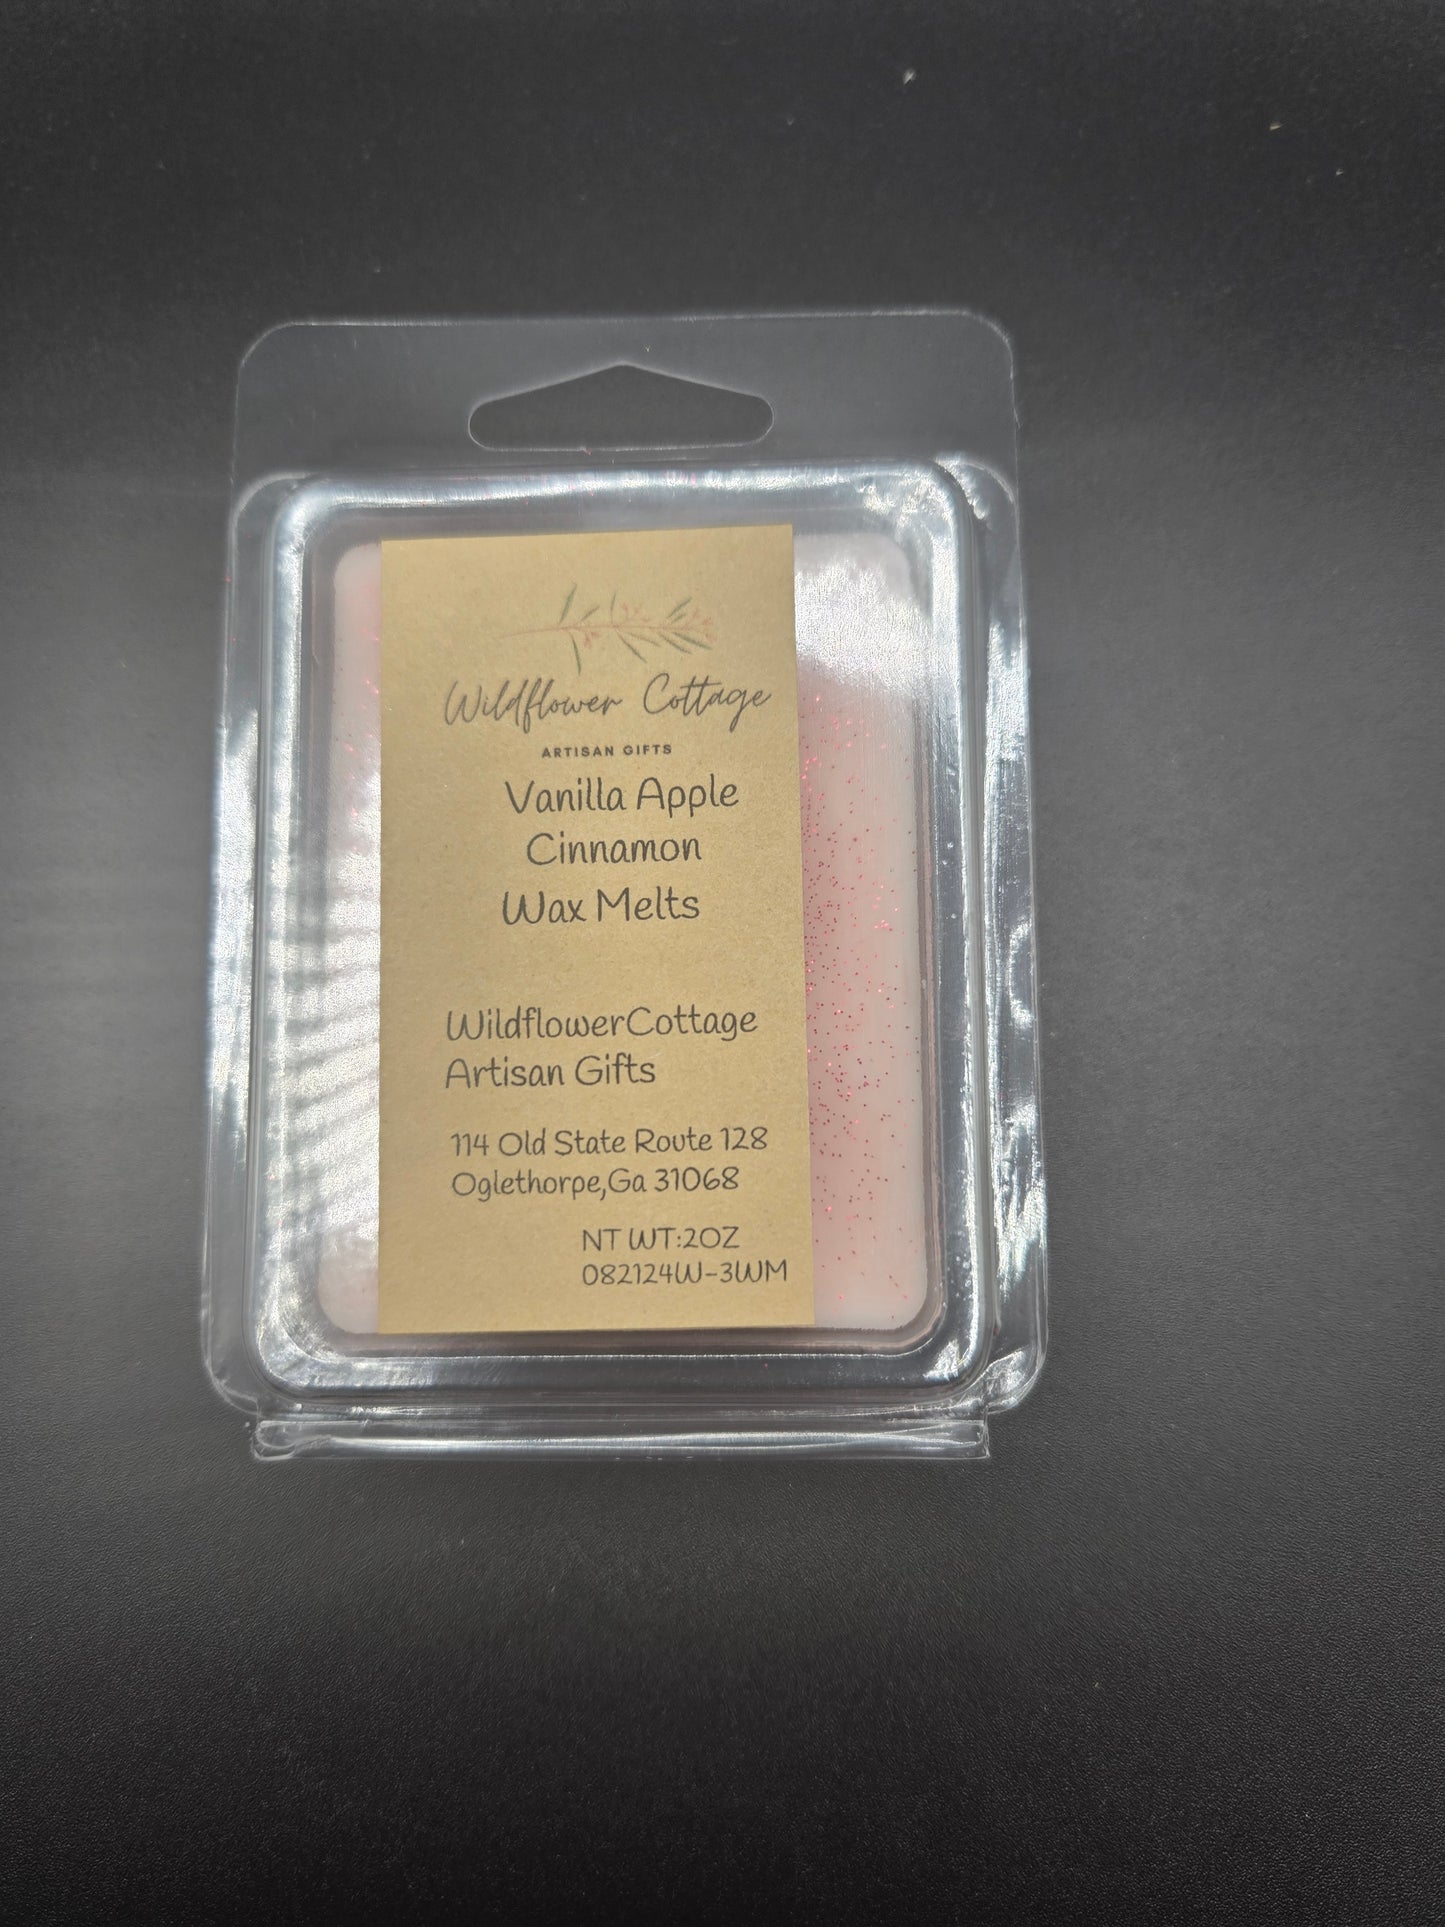 Wildflower Cottage
ARTISAN GIFTS
Vanilla Apple
Cinnamon
Wax Melts
WildflowerCottage
Artisan Gifts
114 Old State Route 128
Oglethorpe,Ga 31068
NT WT:2OZ
082124W-3WM